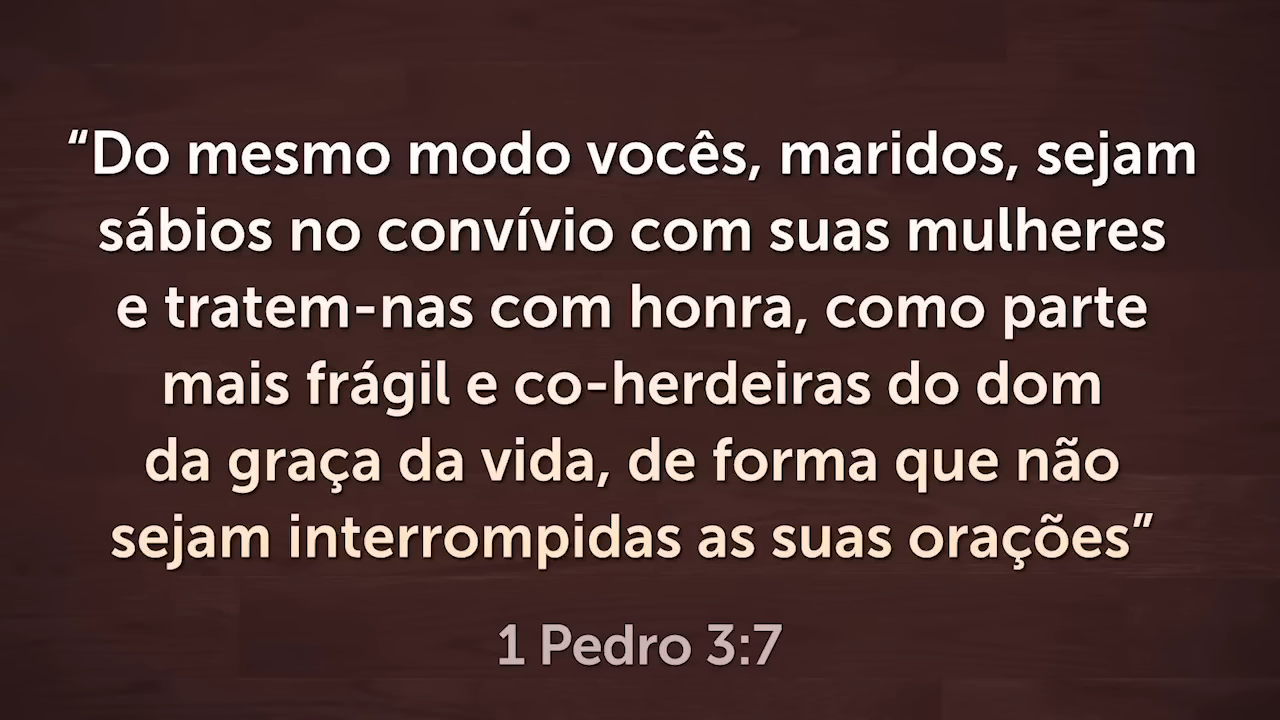 “Do mesmo modo vocês, maridos, sejam
sábios no convívio com suas mulheres
e tratem-nas com honra, como parte
mais frágil e co-herdeiras do dom
da graça da vida, de forma que não
sejam interrompidas as suas orações”
1 Pedro 3:7